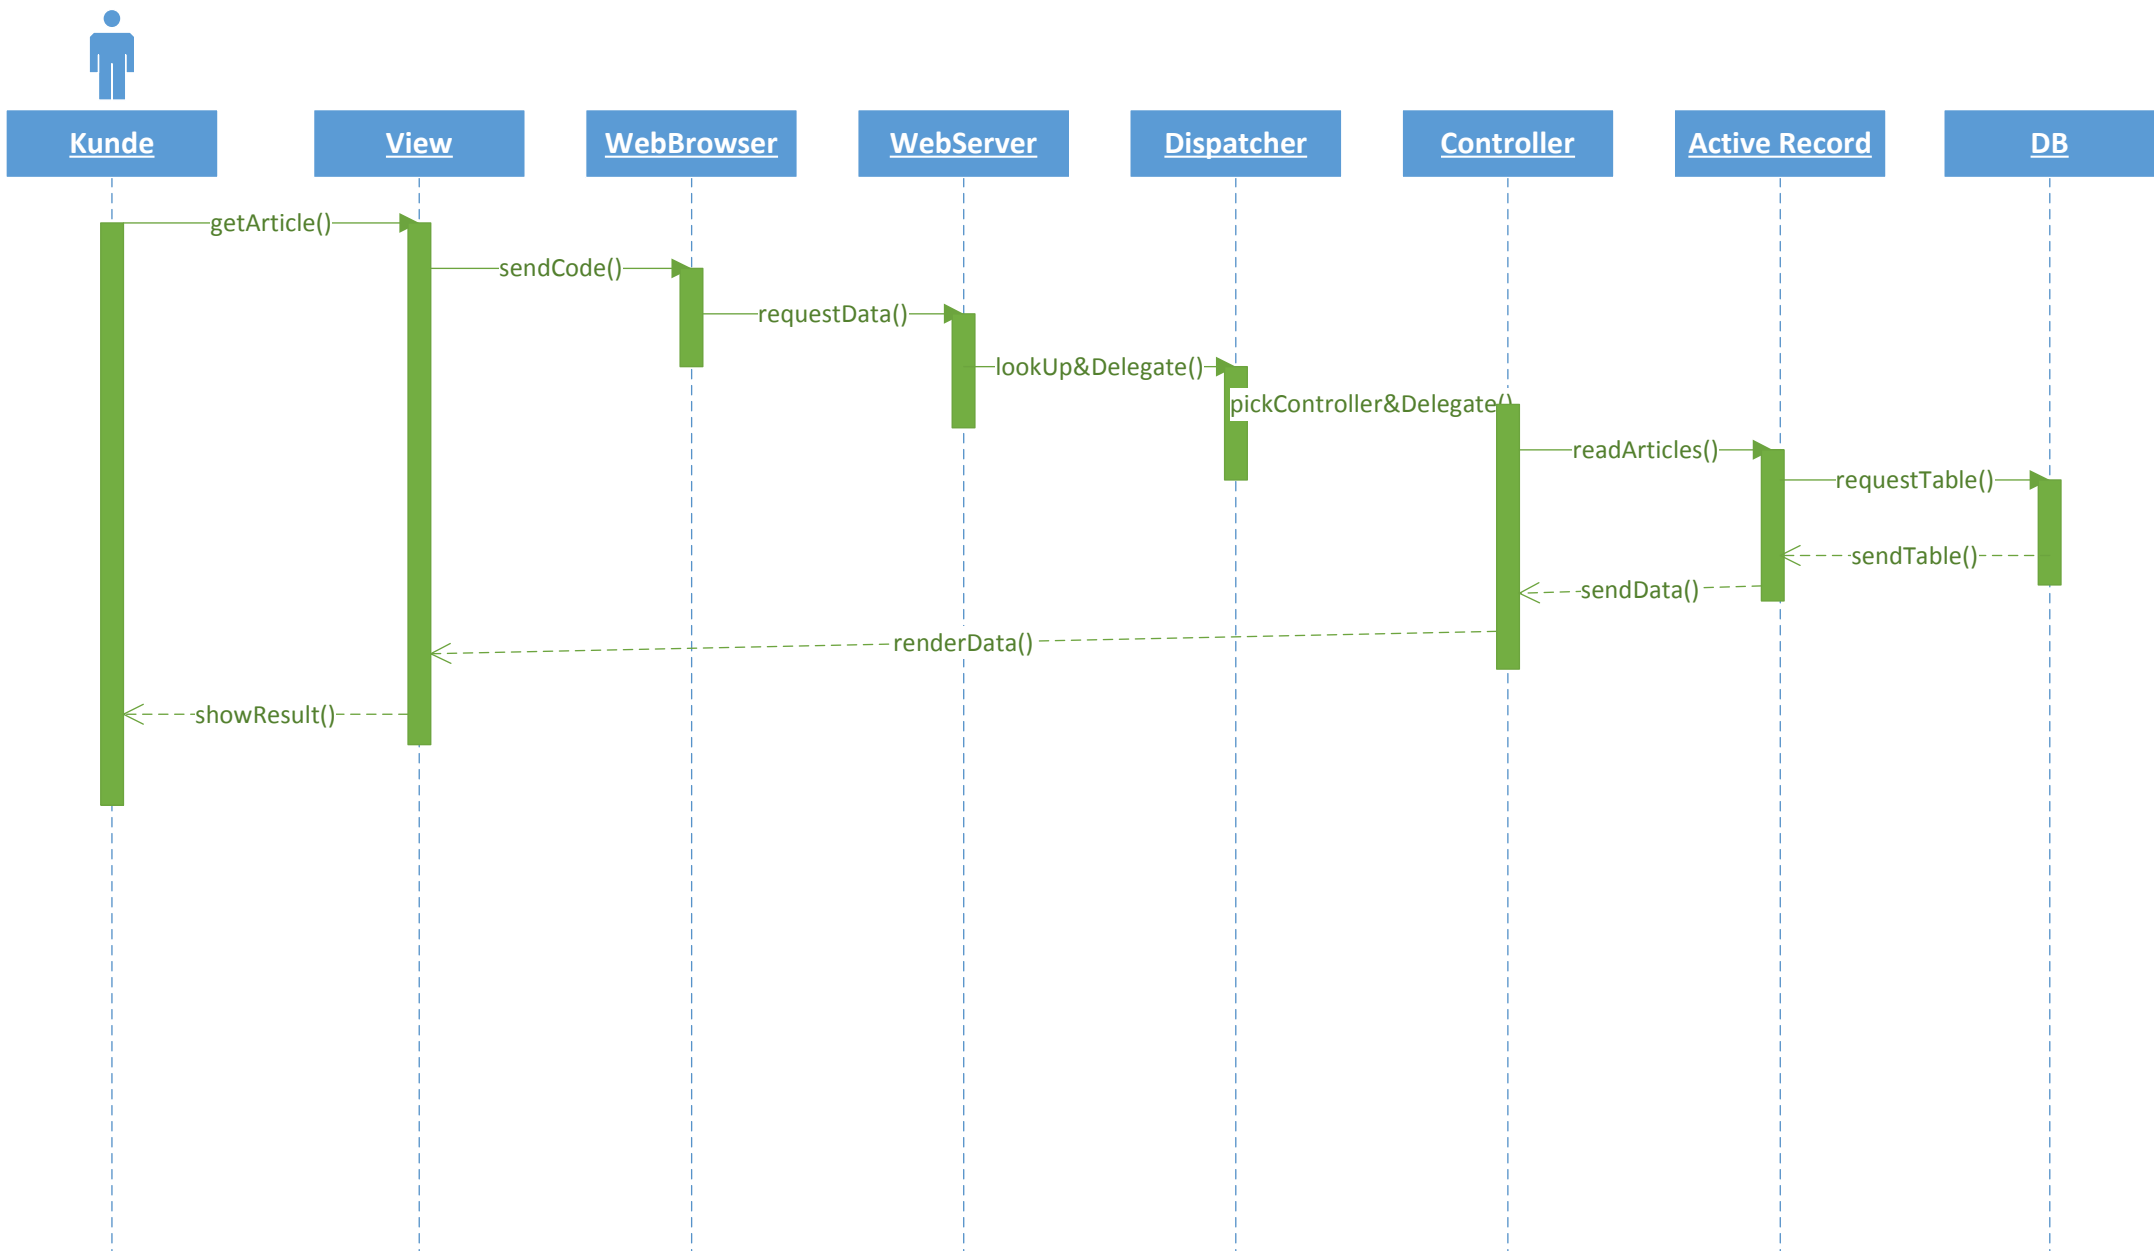 Kunde
View
WebBrowser
WebServer
Dispatcher
Controller
Active Record
DB
getArticle()
sendCode()
requestData()
lookUp&Delegate()
pickController&Delegate()
readArticles()
requestTable()
sendTable()
sendData()
renderData()
showResult()